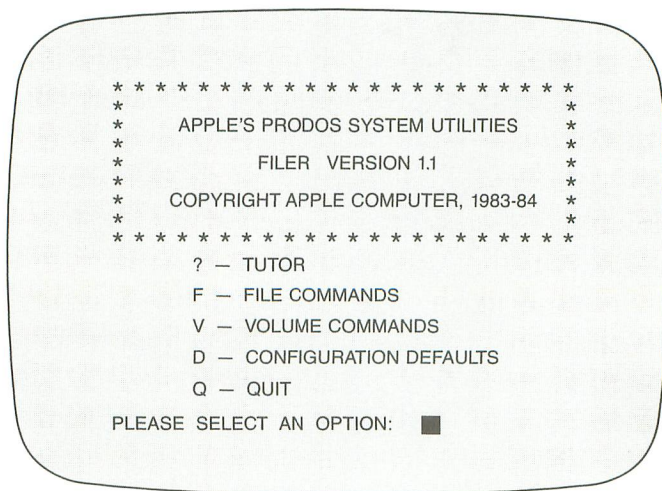 * * * * * * * * * * * * * * * * * * * * * *
* *
* APPLE'S PRODOS SYSTEM UTILITIES *
* *
* FILER VERSION 1.1 *
* *
* COPYRIGHT APPLE COMPUTER, 1983-84 *
* *
* * * * * * * * * * * * * * * * * * * * * *
? — TUTOR
F — FILE COMMANDS
V — VOLUME COMMANDS
D — CONFIGURATION DEFAULTS
Q — QUIT
PLEASE SELECT AN OPTION: